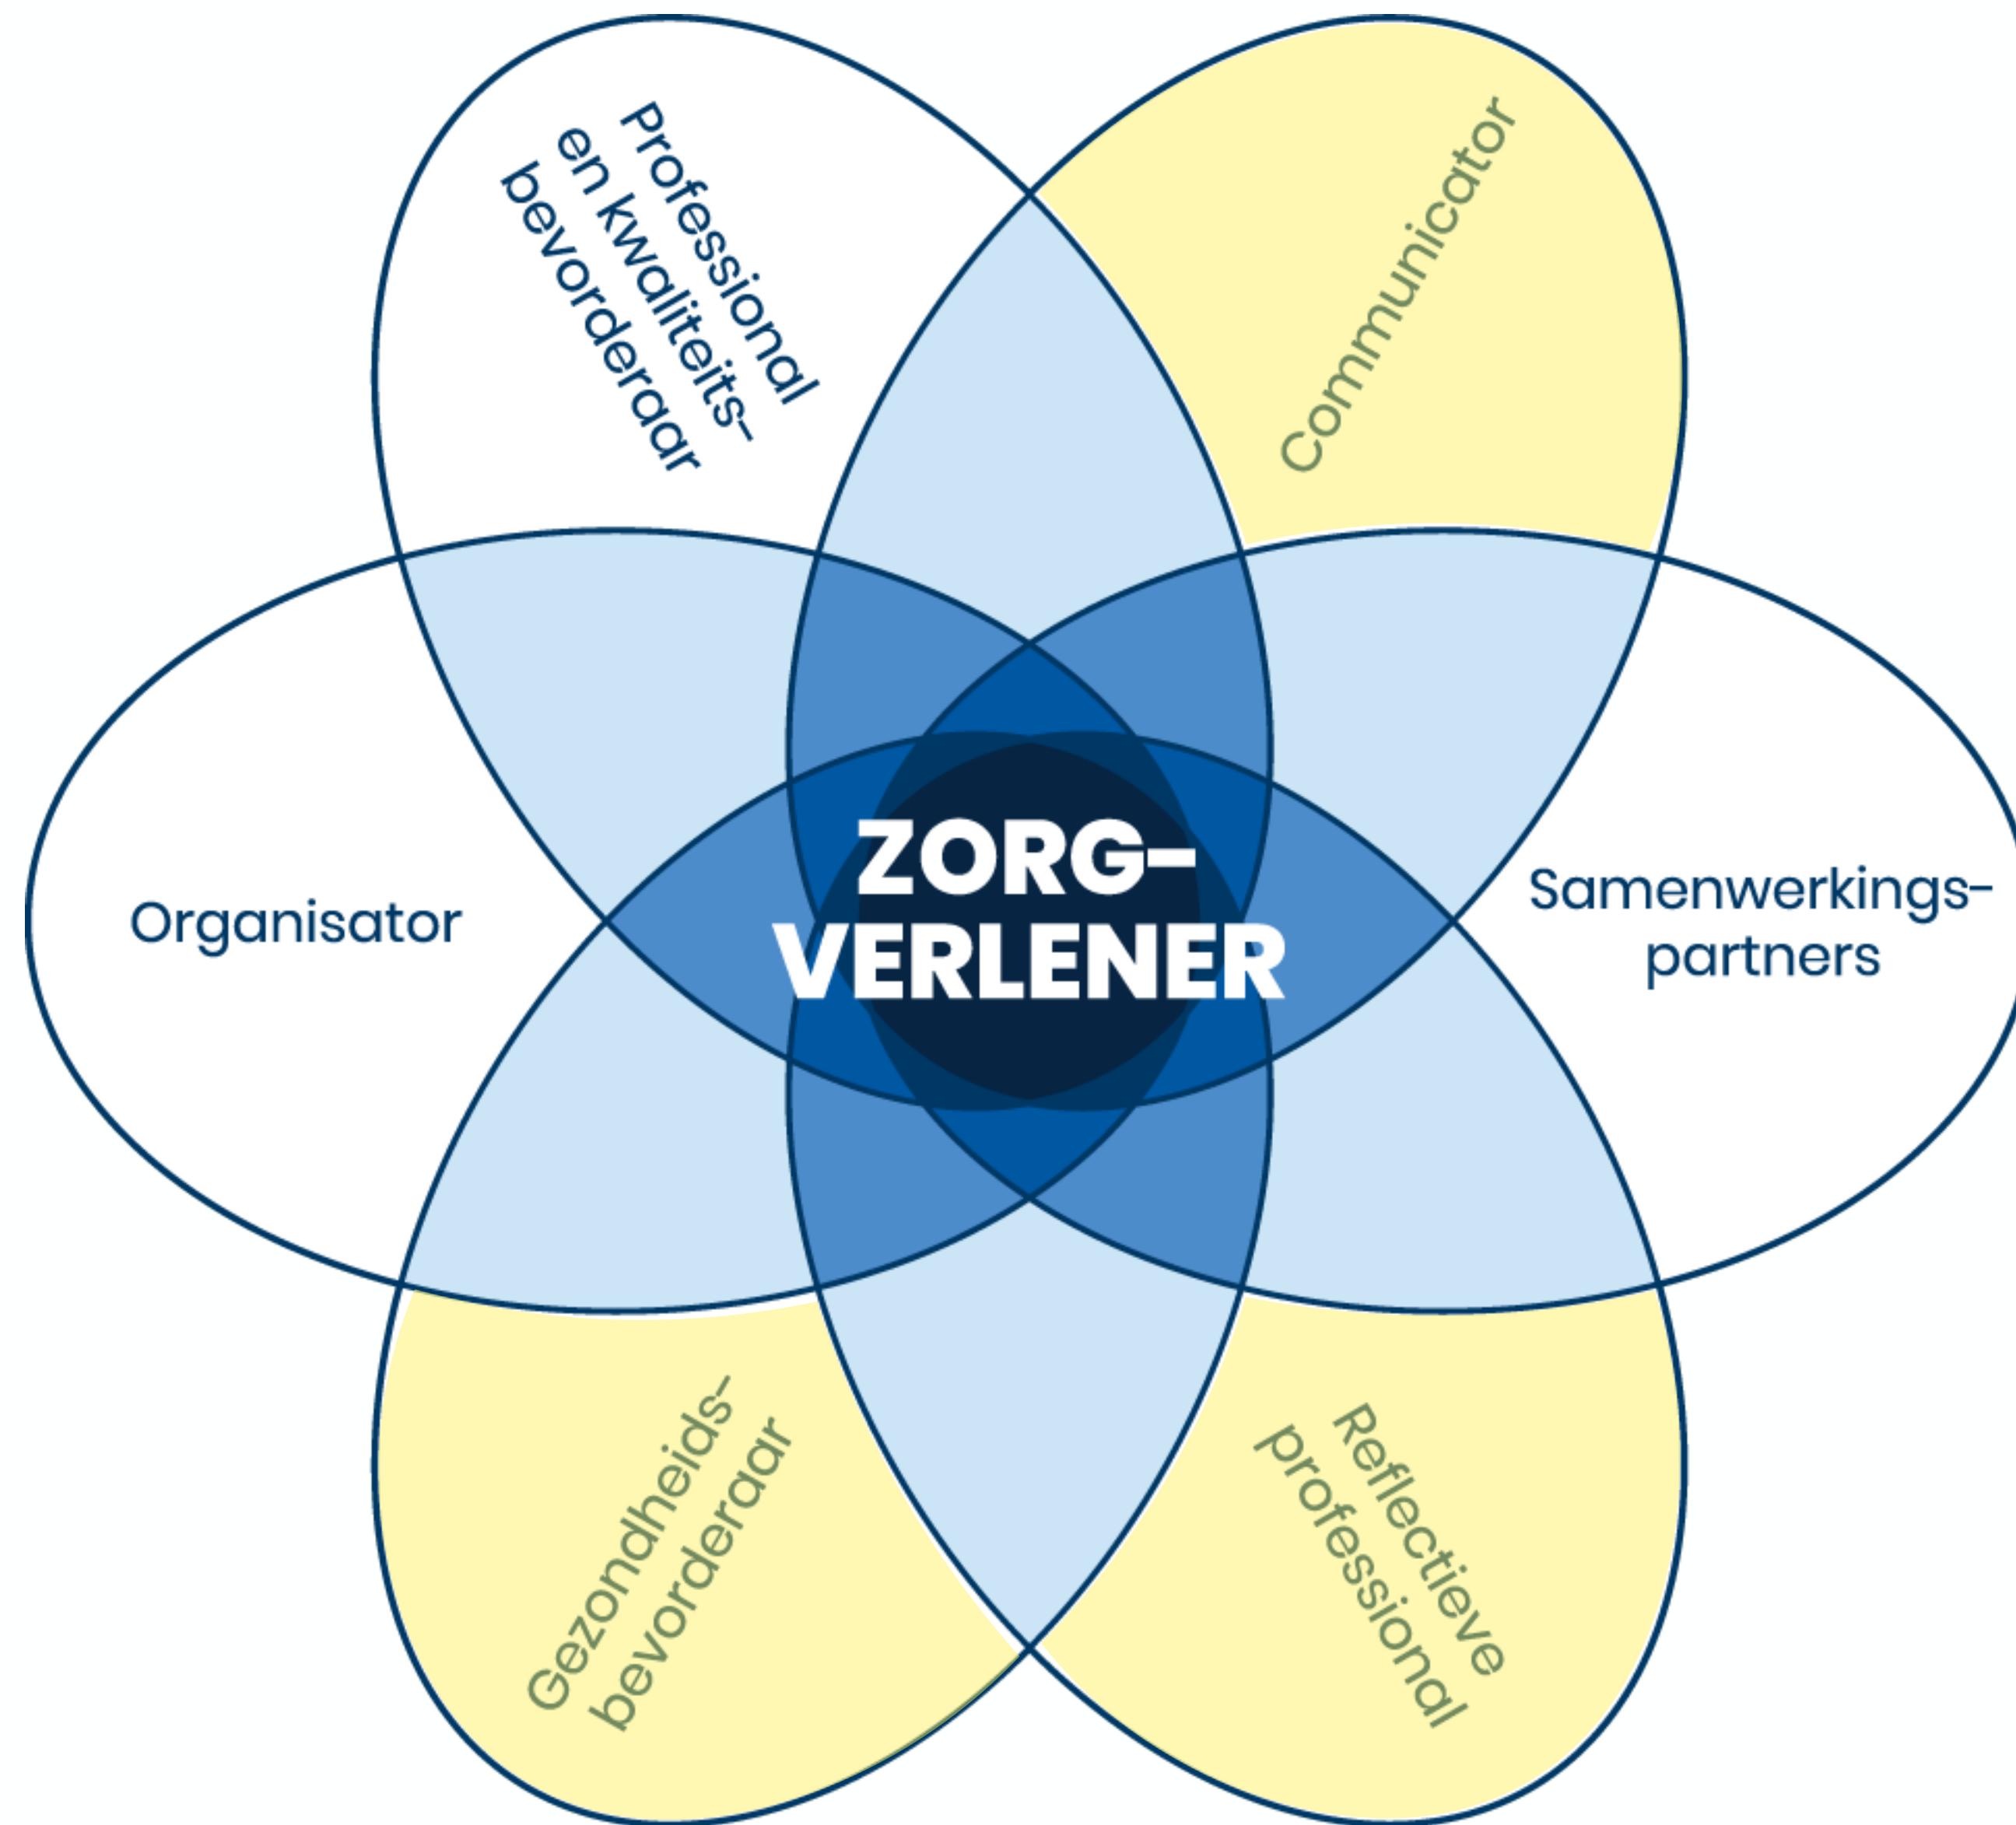 Professional
en kwaliteits-
bevorderaar
Communicator
ZORG-
VERLENER
Organisator
Samenwerkings-
partners
Gezondheids-
bevorderaar
Reflectieve
professional